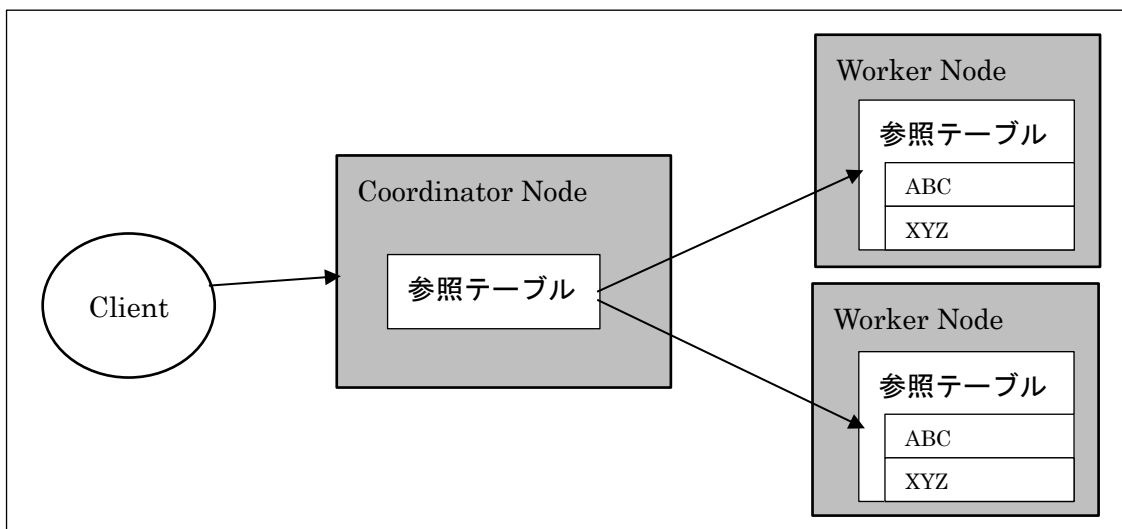 Client
Coordinator Node
参照テーブル
Worker Node
参照テーブル
ABC
XYZ
Worker Node
参照テーブル
ABC
XYZ